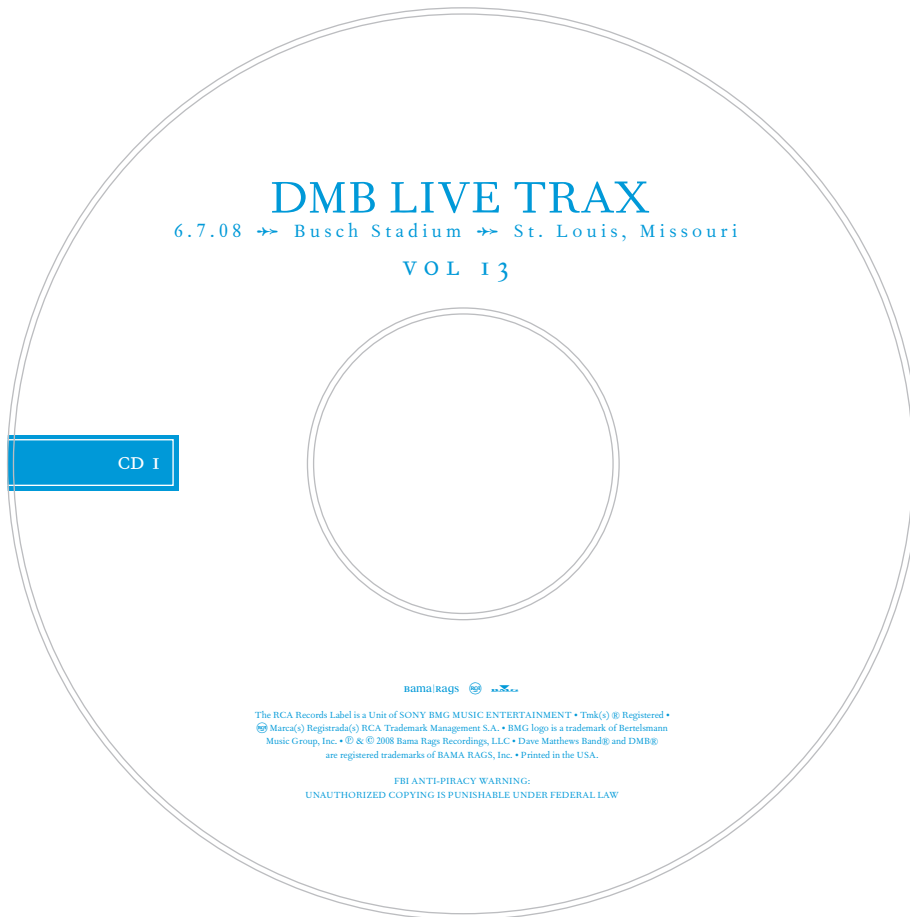 DMB LIVE TRAX
6.7.08 ➳ Busch Stadium ➳ St. Louis, Missouri
VOL 13
CD 1
Bama|Rags RCA BMG
The RCA Records Label is a Unit of SONY BMG MUSIC ENTERTAINMENT • Tmk(s) ® Registered •
RCA Marca(s) Registrada(s) RCA Trademark Management S.A. • BMG logo is a trademark of Bertelsmann
Music Group, Inc. • ℗ & © 2008 Bama Rags Recordings, LLC • Dave Matthews Band® and DMB®
are registered trademarks of BAMA RAGS, Inc. • Printed in the USA.
FBI ANTI-PIRACY WARNING:
UNAUTHORIZED COPYING IS PUNISHABLE UNDER FEDERAL LAW